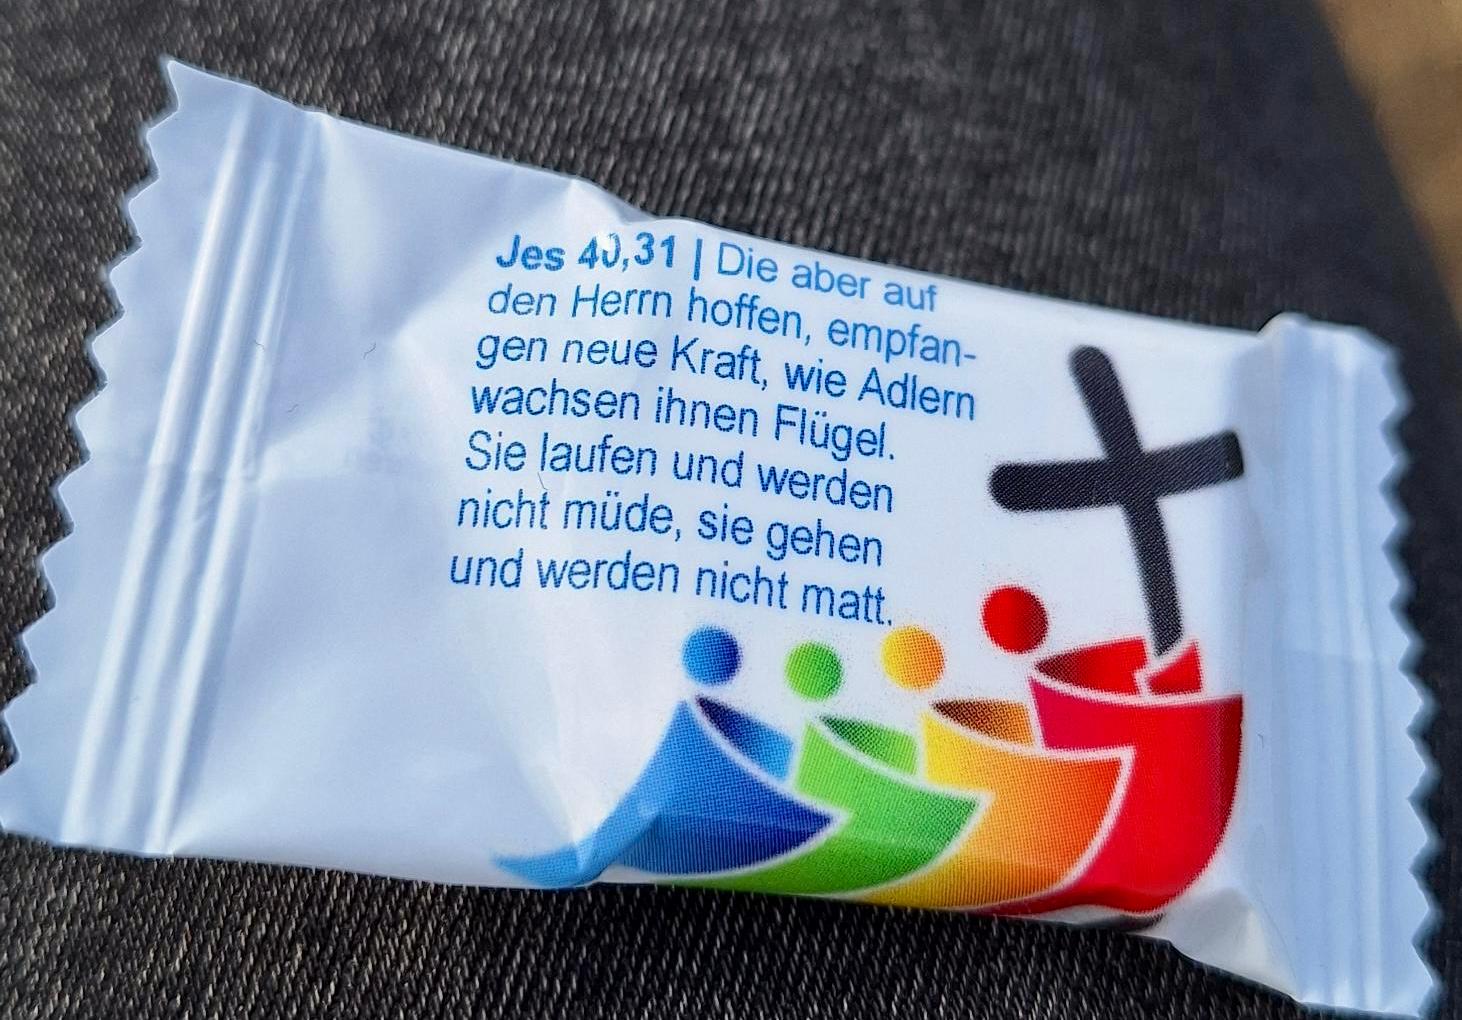 Jes 40,31 | Die aber auf
den Herrn hoffen, empfan-
gen neue Kraft, wie Adlern
wachsen ihnen Flügel.
Sie laufen und werden
nicht müde, sie gehen
und werden nicht matt.